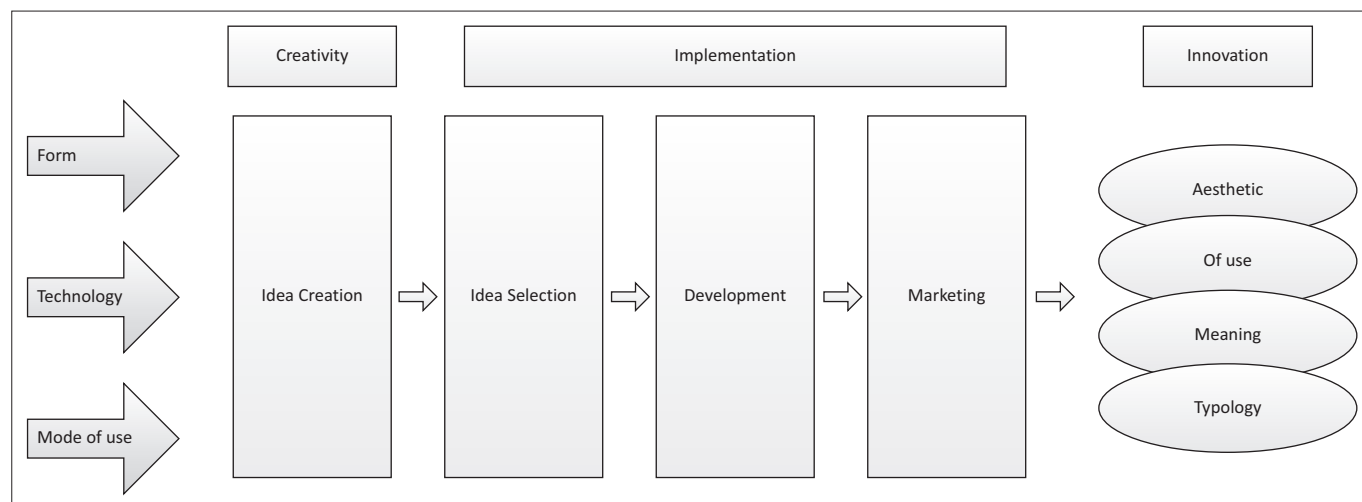 Creativity
Implementation
Innovation
Form
Technology
Mode of use
Idea Creation
Idea Selection
Development
Marketing
Aesthetic
Of use
Meaning
Typology